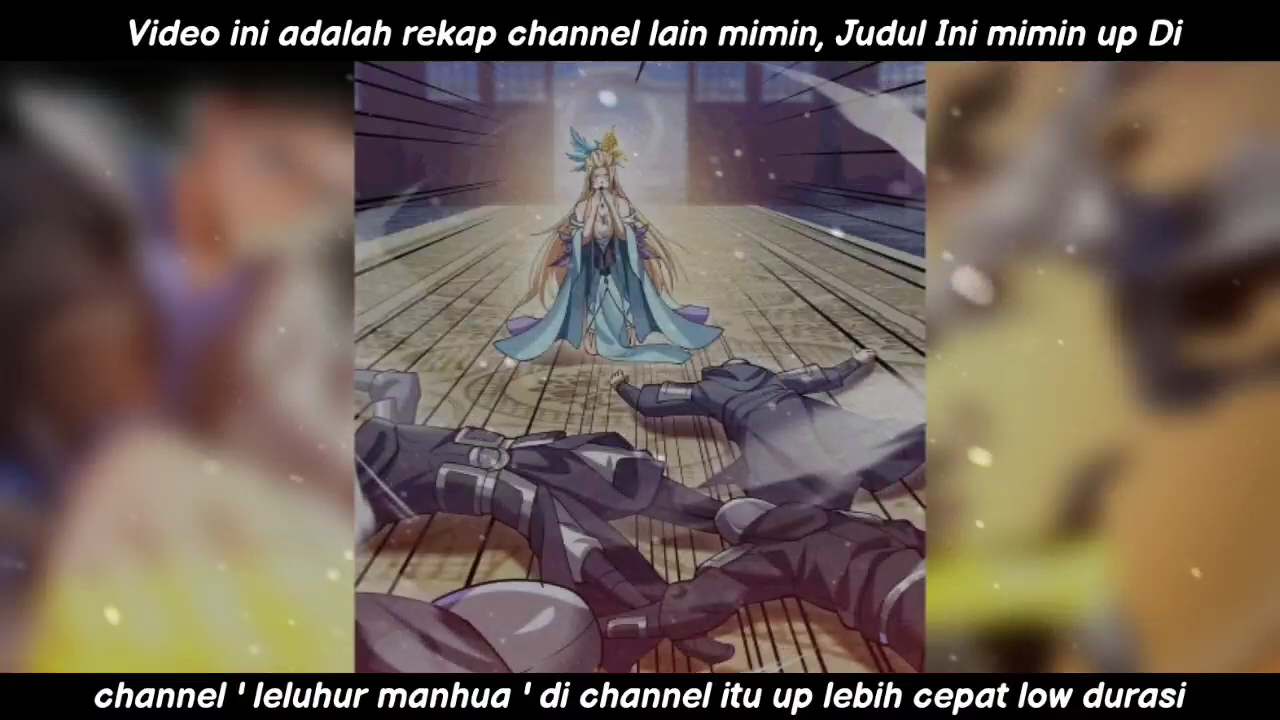 Video ini adalah rekap channel lain mimin, Judul Ini mimin up Di
channel ' leluhur manhua ' di channel itu up lebih cepat low durasi